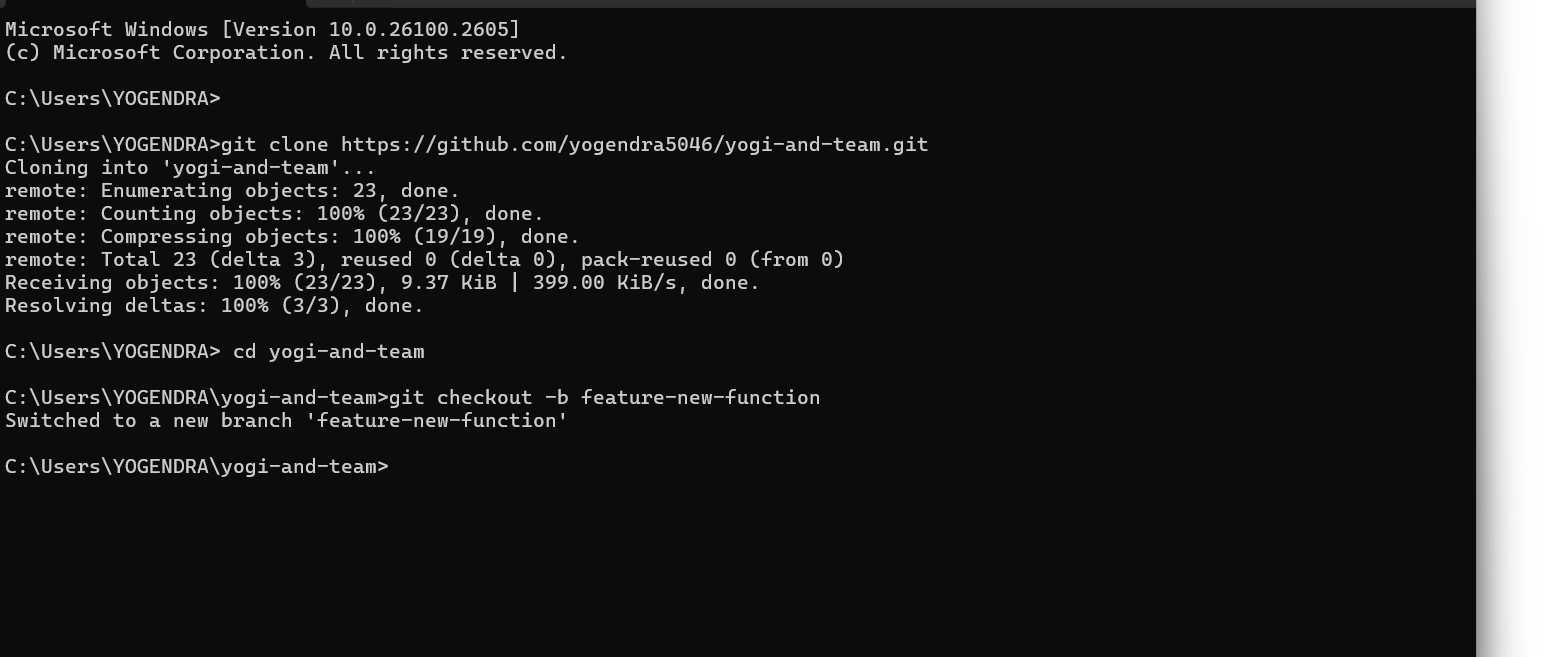 Microsoft Windows [Version 10.0.26100.2605]
(c) Microsoft Corporation. All rights reserved.
C:\Users\YOGENDRA>
C:\Users\YOGENDRA>git clone https://github.com/yogendra5046/yogi-and-team.git
Cloning into 'yogi-and-team'...
remote: Enumerating objects: 23, done.
remote: Counting objects: 100% (23/23), done.
remote: Compressing objects: 100% (19/19), done.
remote: Total 23 (delta 3), reused 0 (delta 0), pack-reused 0 (from 0)
Receiving objects: 100% (23/23), 9.37 KiB | 399.00 KiB/s, done.
Resolving deltas: 100% (3/3), done.
C:\Users\YOGENDRA> cd yogi-and-team
C:\Users\YOGENDRA\yogi-and-team>git checkout -b feature-new-function
Switched to a new branch 'feature-new-function'
C:\Users\YOGENDRA\yogi-and-team>